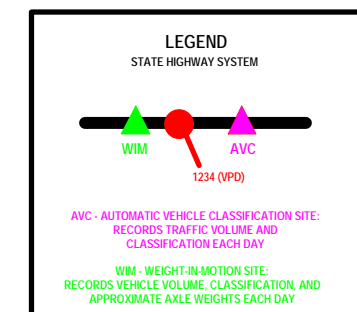 LEGEND
STATE HIGHWAY SYSTEM
WIM
AVC
1234 (VPD)
AVC - AUTOMATIC VEHICLE CLASSIFICATION SITE:
RECORDS TRAFFIC VOLUME AND
CLASSIFICATION EACH DAY
WIM - WEIGHT-IN-MOTION SITE:
RECORDS VEHICLE VOLUME, CLASSIFICATION, AND
APPROXIMATE AXLE WEIGHTS EACH DAY